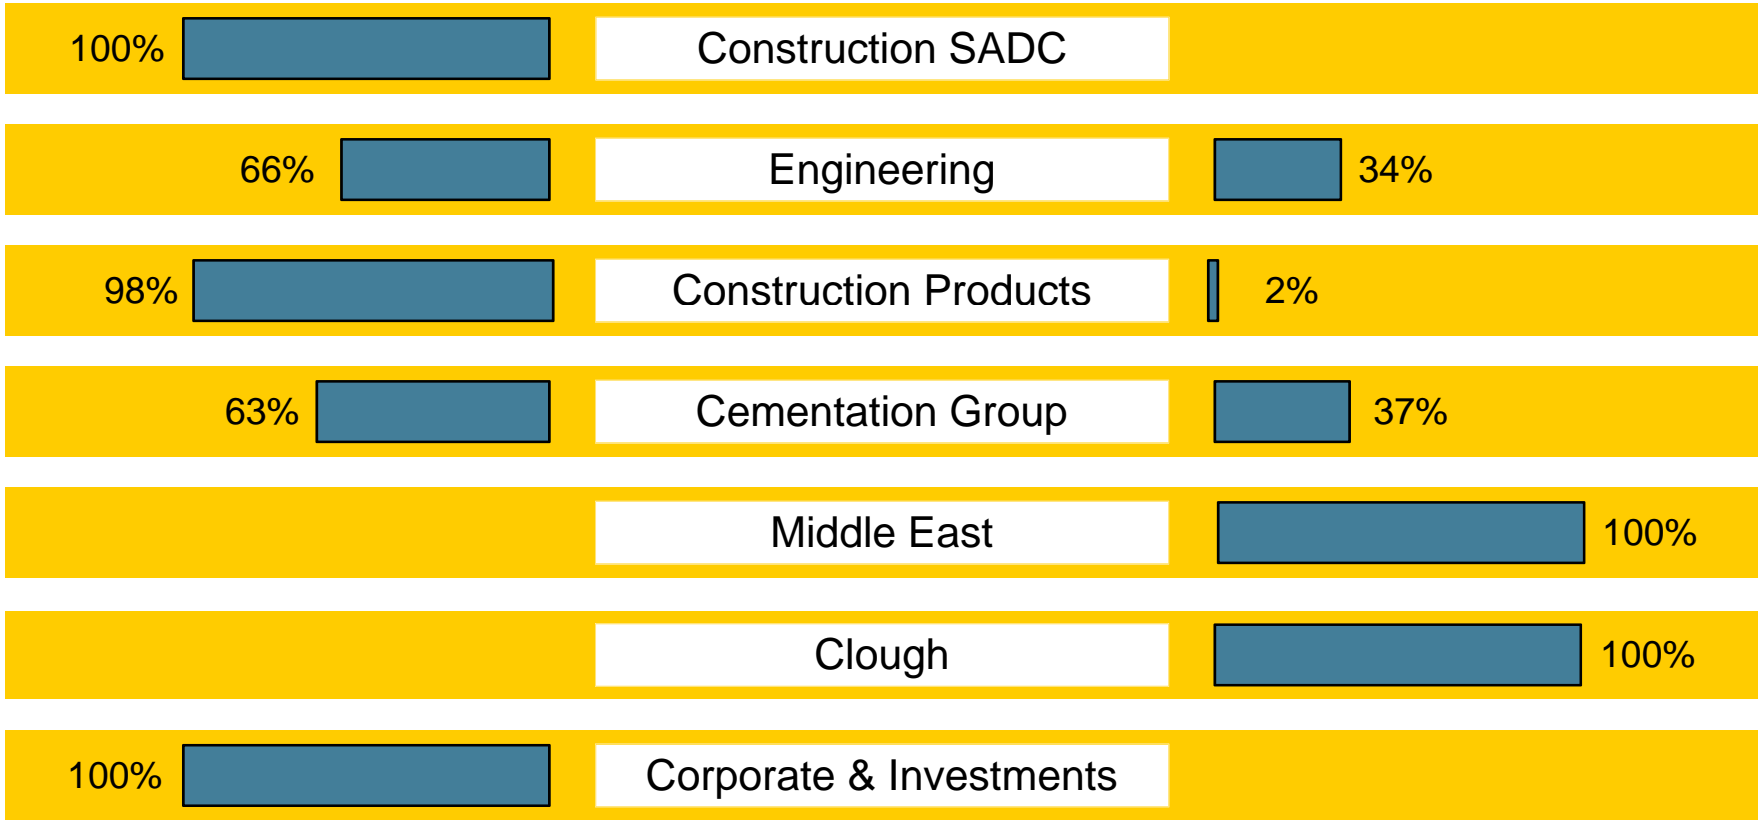 100% Construction SADC
66% Engineering 34%
98% Construction Products 2%
63% Cementation Group 37%
Middle East 100%
Clough 100%
100% Corporate & Investments